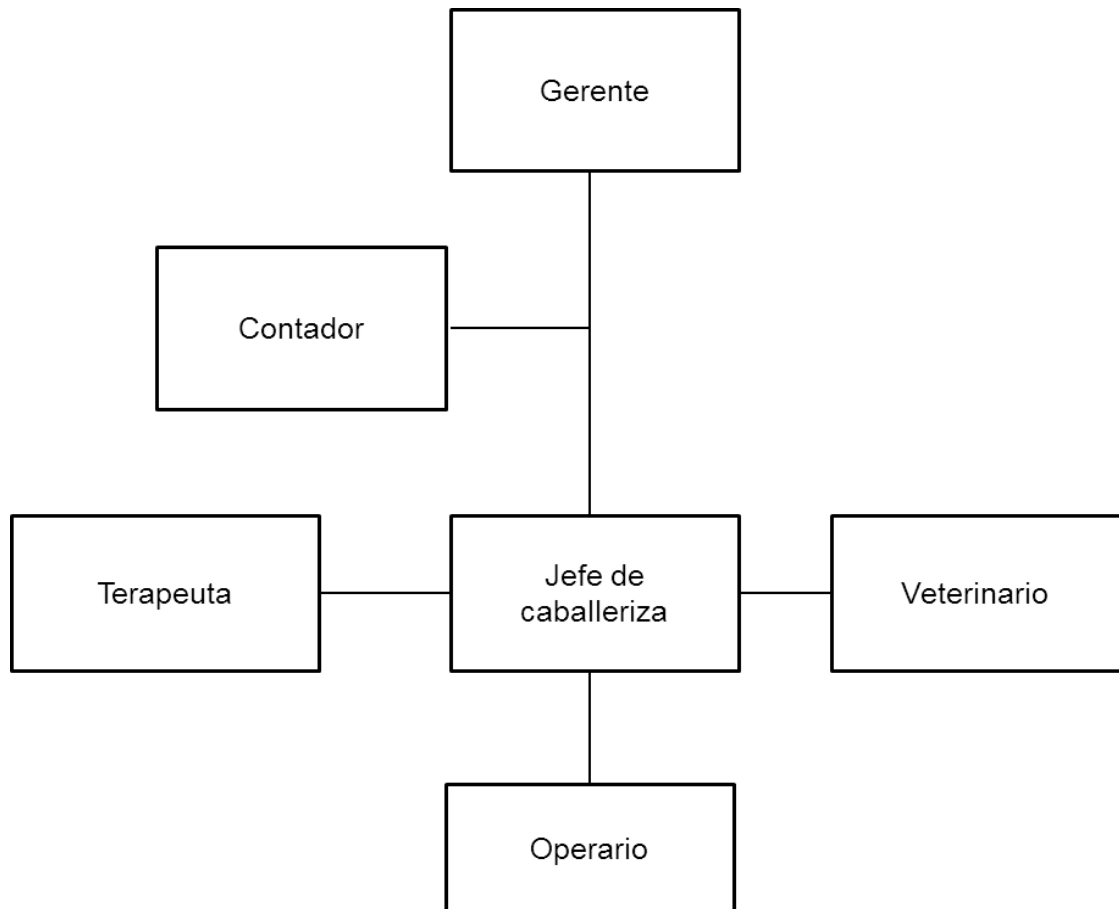 Gerente
Contador
Terapeuta
Jefe de
caballeriza
Veterinario
Operario